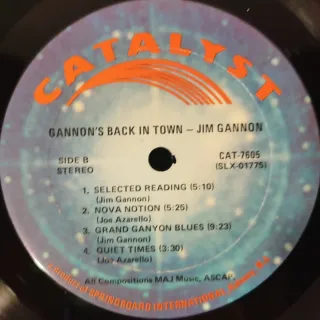 CATALYST
GANNON'S BACK IN TOWN – JIM GANNON
SIDE B
STEREO
CAT-7605
(SLX-01775)
1. SELECTED READING (5:10)
(Jim Gannon)
2. NOVA NOTION (5:25)
(Joe Azarello)
3. GRAND CANYON BLUES (9:23)
(Jim Gannon)
4. QUIET TIMES (3:30)
(Joe Azarello)
All Compositions MAJ Music, ASCAP.
SPRINGBOARD INTERNATIONAL